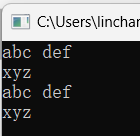 C:\Users\linchar
abc def
xyz
abc def
xyz